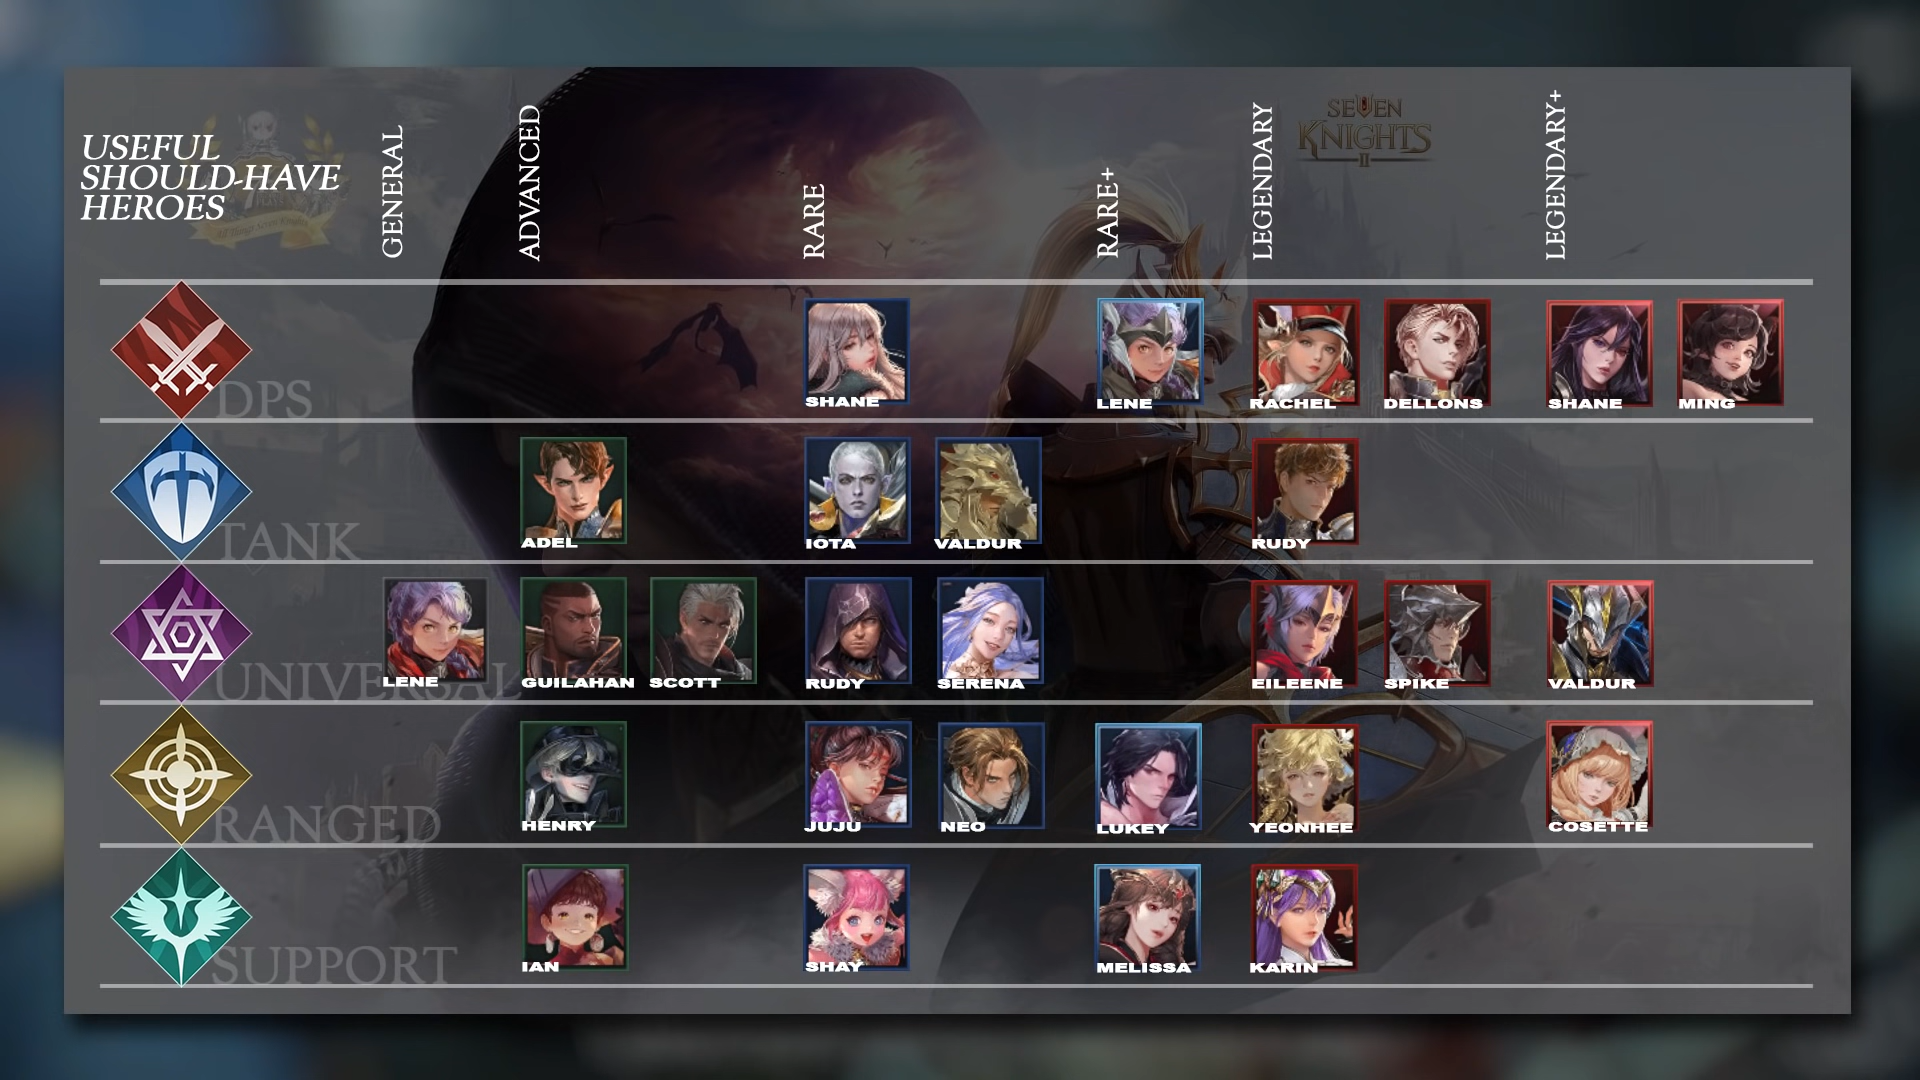 USEFUL
SHOULD-HAVE
HEROES
GENERAL
ADVANCED
RARE
RARE+
LEGENDARY
SEVEN
KNIGHTS
II
LEGENDARY+
DPS
SHANE
LENE
RACHEL
DELLONS
SHANE
MING
TANK
ADEL
IOTA
VALDUR
RUDY
UNIVERSAL
LENE
GUILAHAN
SCOTT
RUDY
SERENA
EILEENE
SPIKE
VALDUR
RANGED
HENRY
JUJU
NEO
LUKEY
YEONHEE
COSETTE
SUPPORT
IAN
SHAY
MELISSA
KARIN